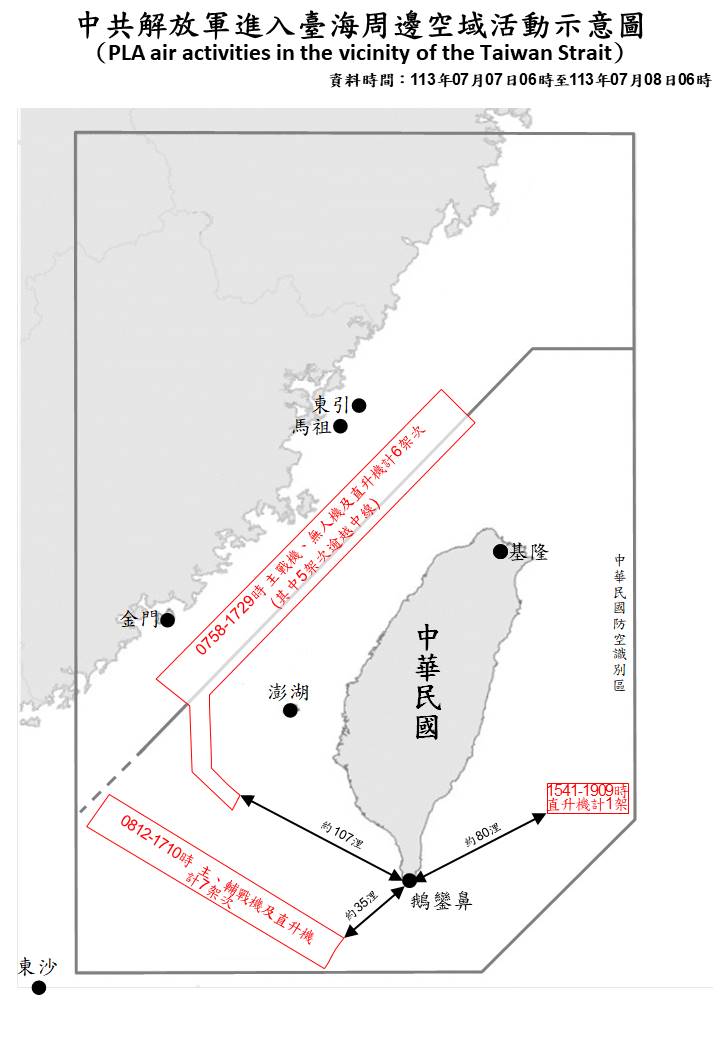 中共解放軍進入臺海周邊空域活動示意圖
（PLA air activities in the vicinity of the Taiwan Strait）
資料時間：113年07月07日06時至113年07月08日06時
東引
馬祖
0758-1729時 主戰機、無人機及直升機計6架次
(其中5架次逾越中線)
基隆
中華民國防空識別區
金門
中華民國
澎湖
1541-1909時
直升機計1架
約107浬
約80浬
0812-1710時 主、輔戰機及直升機
計7架次
約35浬
鵝鑾鼻
東沙